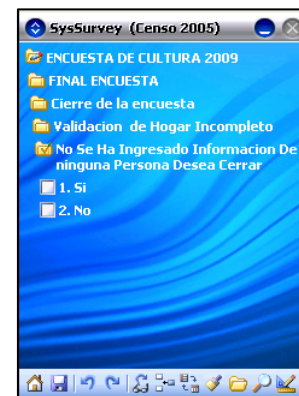 SysSurvey (Censo 2005)
ENCUESTA DE CULTURA 2009
FINAL ENCUESTA
Cierre de la encuesta
Validacion de Hogar Incompleto
No Se Ha Ingresado Informacion De
ninguna Persona Desea Cerrar
1. Si
2. No